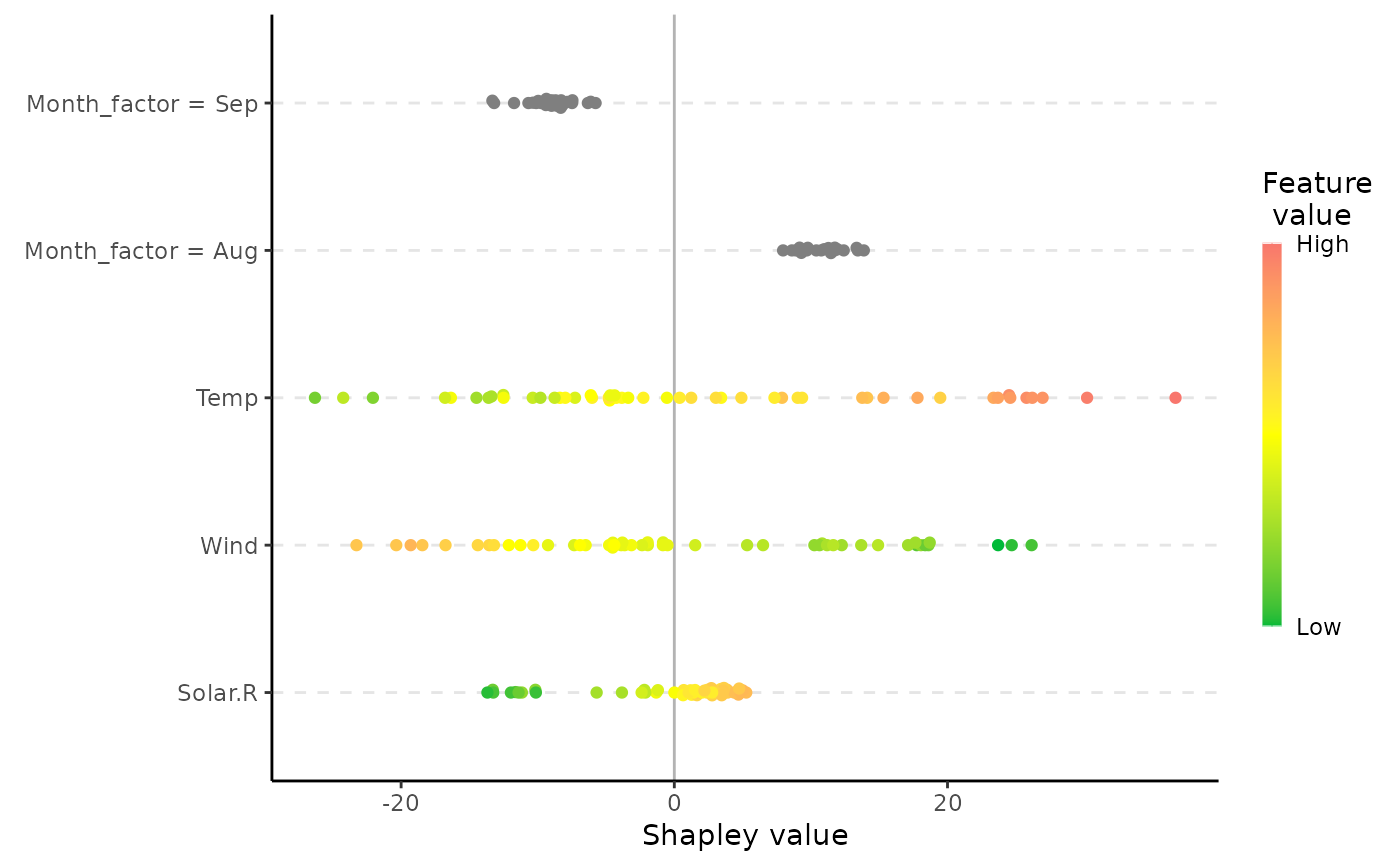 Month_factor = Sep
Month_factor = Aug
Temp
Wind
Solar.R
-20
0
20
Shapley value
Feature
value
High
Low